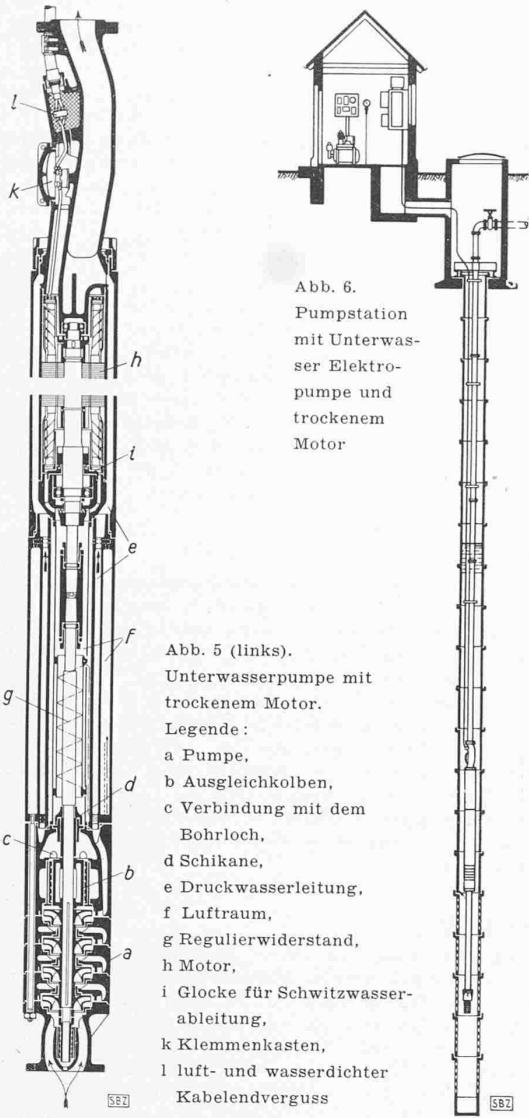 l
k
Abb. 6.
Pumpstation
mit Unterwas-
ser Elektro-
pumpe und
trockenem
Motor
h
i
e
f
g
d
c
b
a
Abb. 5 (links).
Unterwasserpumpe mit
trockenem Motor.
Legende:
a Pumpe,
b Ausgleichkolben,
c Verbindung mit dem
Bohrloch,
d Schikane,
e Druckwasserleitung,
f Luftraum,
g Regulierwiderstand,
h Motor,
i Glocke für Schwitzwasser-
ableitung,
k Klemmenkasten,
l luft- und wasserdichter
Kabelendverguss
SBZ
SBZ